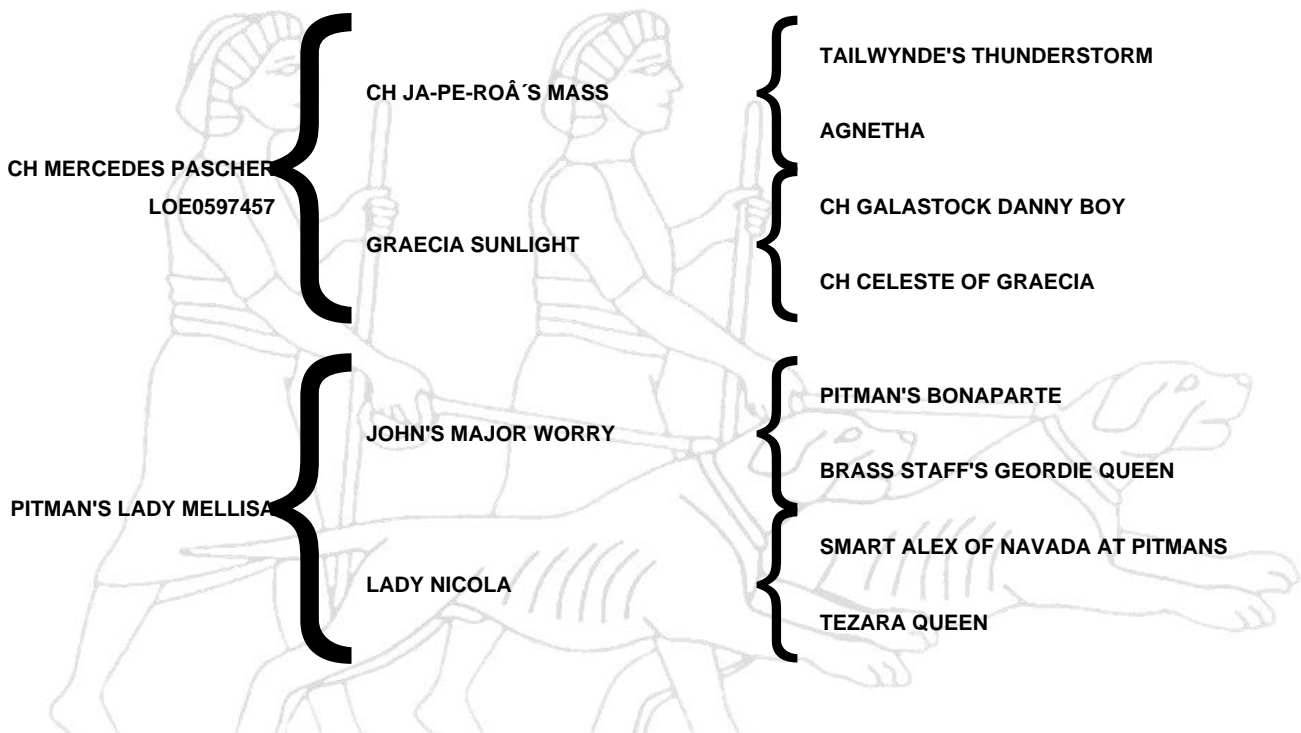 TAILWYNDE'S THUNDERSTORM
CH JA-PE-ROÂ´S MASS
AGNETHA
CH MERCEDES PASCHER
LOE0597457
CH GALASTOCK DANNY BOY
GRAECIA SUNLIGHT
CH CELESTE OF GRAECIA
PITMAN'S BONAPARTE
JOHN'S MAJOR WORRY
BRASS STAFF'S GEORDIE QUEEN
PITMAN'S LADY MELLISA
SMART ALEX OF NAVADA AT PITMANS
LADY NICOLA
TEZARA QUEEN